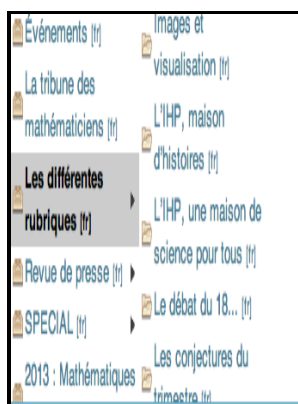 Événements [fr]
La tribune des
mathématiciens [fr]
Les différentes
rubriques [fr]
Revue de presse [fr]
SPECIAL [fr]
2013 : Mathématiques
Images et
visualisation [fr]
L'IHP, maison
d'histoires [fr]
L'IHP, une maison de
science pour tous [fr]
Le débat du 18... [fr]
Les conjectures du
trimestre [fr]